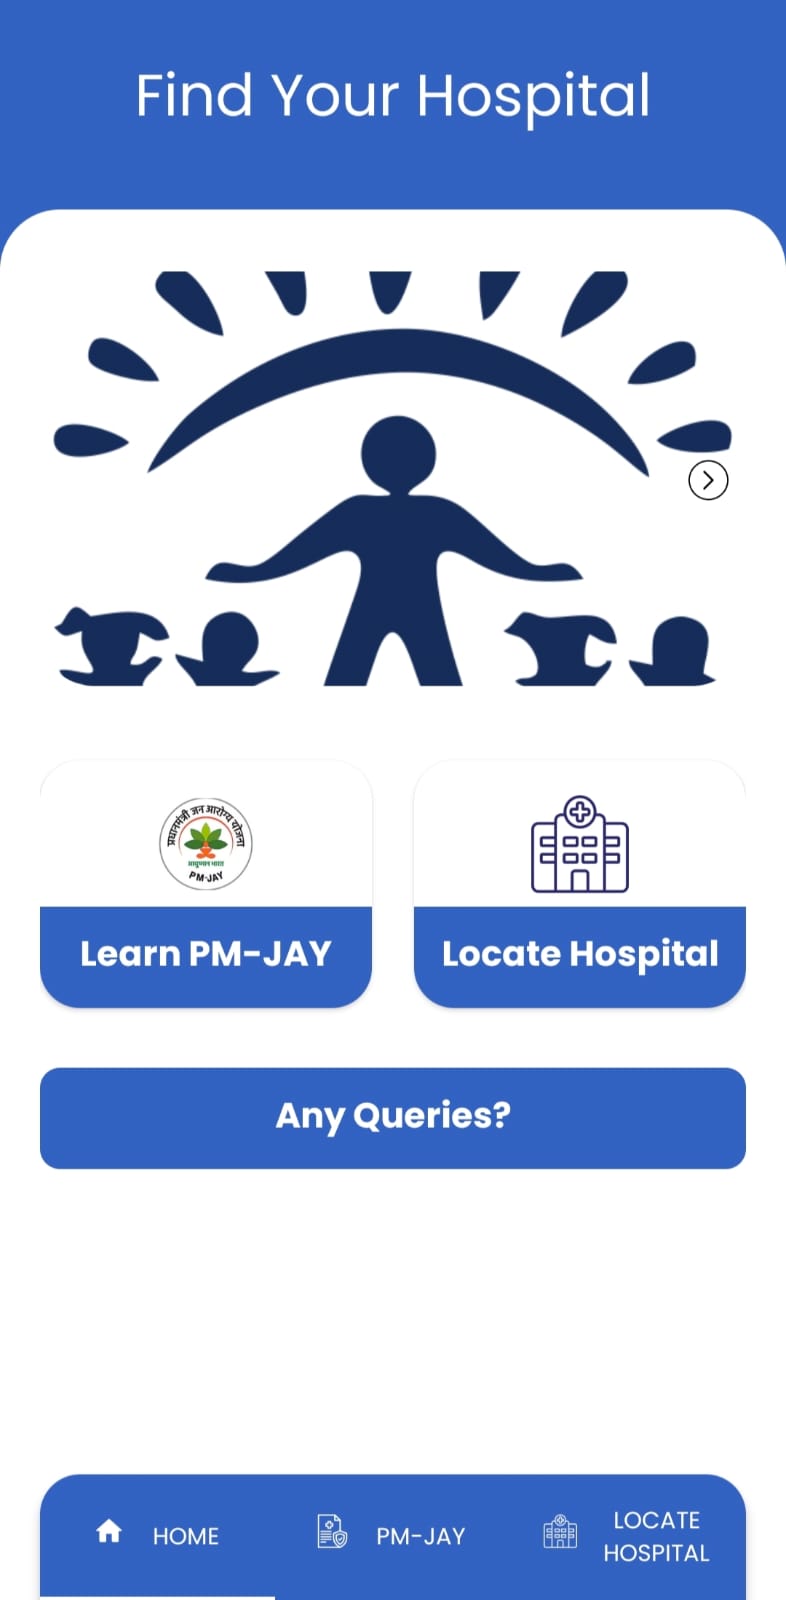 Find Your Hospital
प्रधानमंत्री जन आरोग्य योजना
आयुष्मान भारत
PM-JAY
Learn PM-JAY
Locate Hospital
Any Queries?
HOME
PM-JAY
LOCATE
HOSPITAL